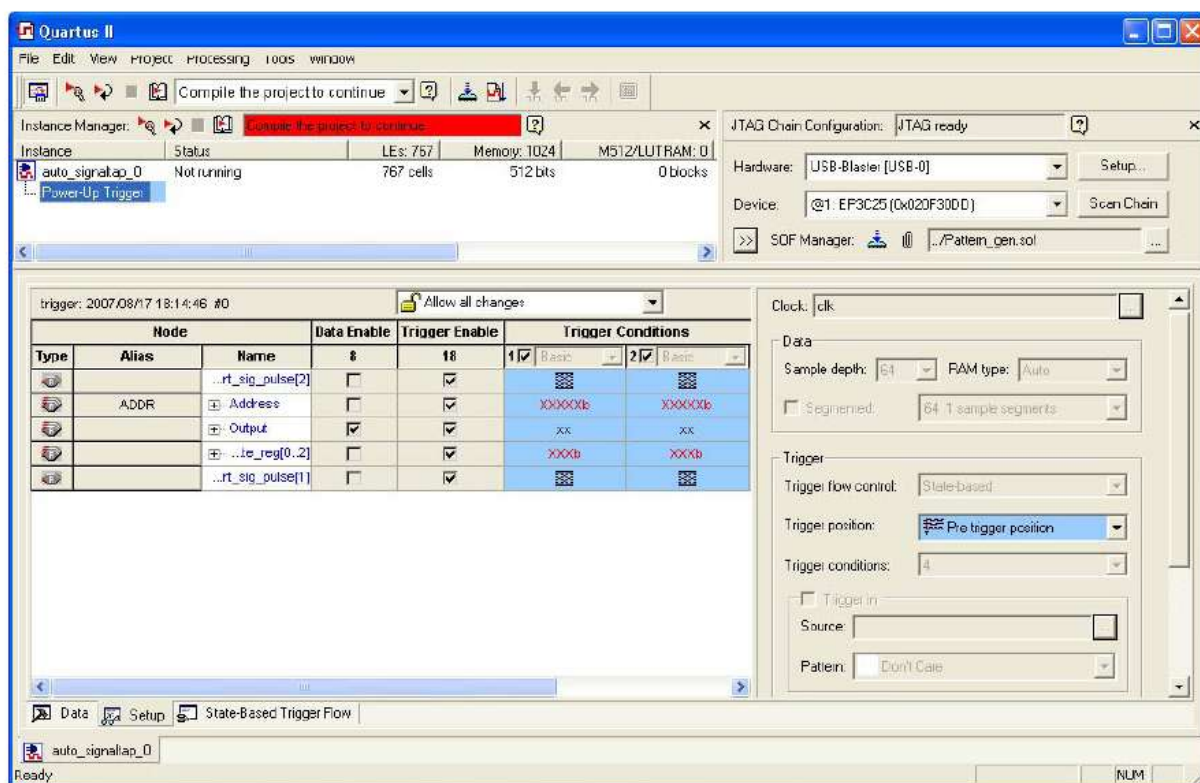 Quartus II
File Edit View Project Processing Tools Window
Compile the project to continue
Instance Manager: Compile the project to continue
JTAG Chain Configuration: JTAG ready
Instance Status LEs: 767 Memory: 1024 M512/LUTRAM: 0
auto_signaltap_0 Not running 767 cells 512 bits 0 blocks
Power-Up Trigger
Hardware: USB-Blaster [USB-0] Setup...
Device: @1: EP3C25 (0x020F30DD) Scan Chain
>> SOF Manager: ../Pattern_gen.sof ...
trigger: 2007/08/17 18:14:46 #0 Allow all changes
Node Data Enable Trigger Enable Trigger Conditions
Type Alias Name 8 18 1 Basic 2 Basic
...rt_sig_pulse[2]
ADDR Address XXXXXb XXXXXb
Output XX XX
...te_reg[0..2] XXXb XXXb
...rt_sig_pulse[1]
Clock: clk ...
Data
Sample depth: 64 RAM type: Auto
Segmented: 64 1 sample segments
Trigger
Trigger flow control: State-based
Trigger position: Pre trigger position
Trigger conditions: 4
Trigger in
Source:
Pattern: Don't Care
Data Setup State-Based Trigger Flow
auto_signaltap_0
Ready NUM